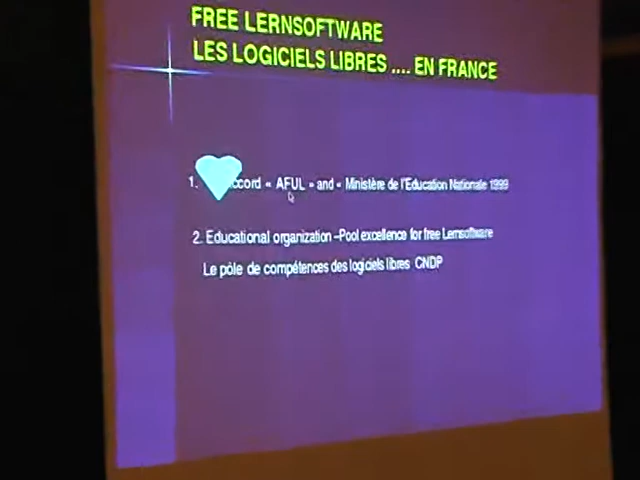 FREE LERNSOFTWARE
LES LOGICIELS LIBRES .... EN FRANCE
1. ccord « AFUL » and « Ministère de l'Education Nationale 1999
2. Educational organization –Pool excellence for free Lernsoftware
Le pôle de compétences des logiciels libres CNDP